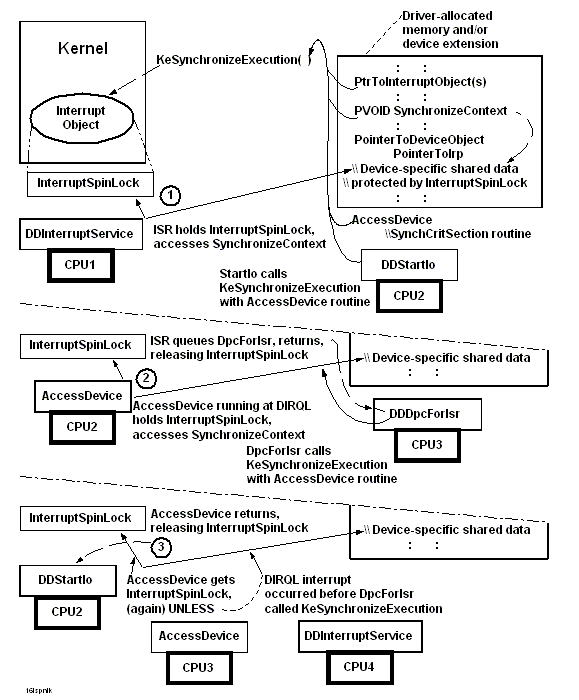 Driver-allocated
memory and/or
device extension
Kernel
KeSynchronizeExecution(
: :
PtrToInterruptObject(s)
: :
PVOID SynchronizeContext
: :
PointerToDeviceObject
PointerToIrp
\\ Device-specific shared data
\\ protected by InterruptSpinLock
: :
Interrupt
Object
InterruptSpinLock
1
DDInterruptService
CPU1
ISR holds InterruptSpinLock,
accesses SynchronizeContext
AccessDevice
\\SynchCritSection routine
StartIo calls
KeSynchronizeExecution
with AccessDevice routine
DDStartIo
CPU2
InterruptSpinLock
ISR queues DpcForIsr, returns,
releasing InterruptSpinLock
\\ Device-specific shared data
: :
2
AccessDevice
CPU2
AccessDevice running at DIRQL
holds InterruptSpinLock,
accesses SynchronizeContext
DDDpcForIsr
CPU3
DpcForIsr calls
KeSynchronizeExecution
with AccessDevice routine
InterruptSpinLock
AccessDevice returns,
releasing InterruptSpinLock
\\ Device-specific shared data
: :
3
DDStartIo
CPU2
AccessDevice gets
InterruptSpinLock,
(again) UNLESS
DIRQL interrupt
occurred before DpcForIsr
called KeSynchronizeExecution
AccessDevice
CPU3
DDInterruptService
CPU4
16lspnlk